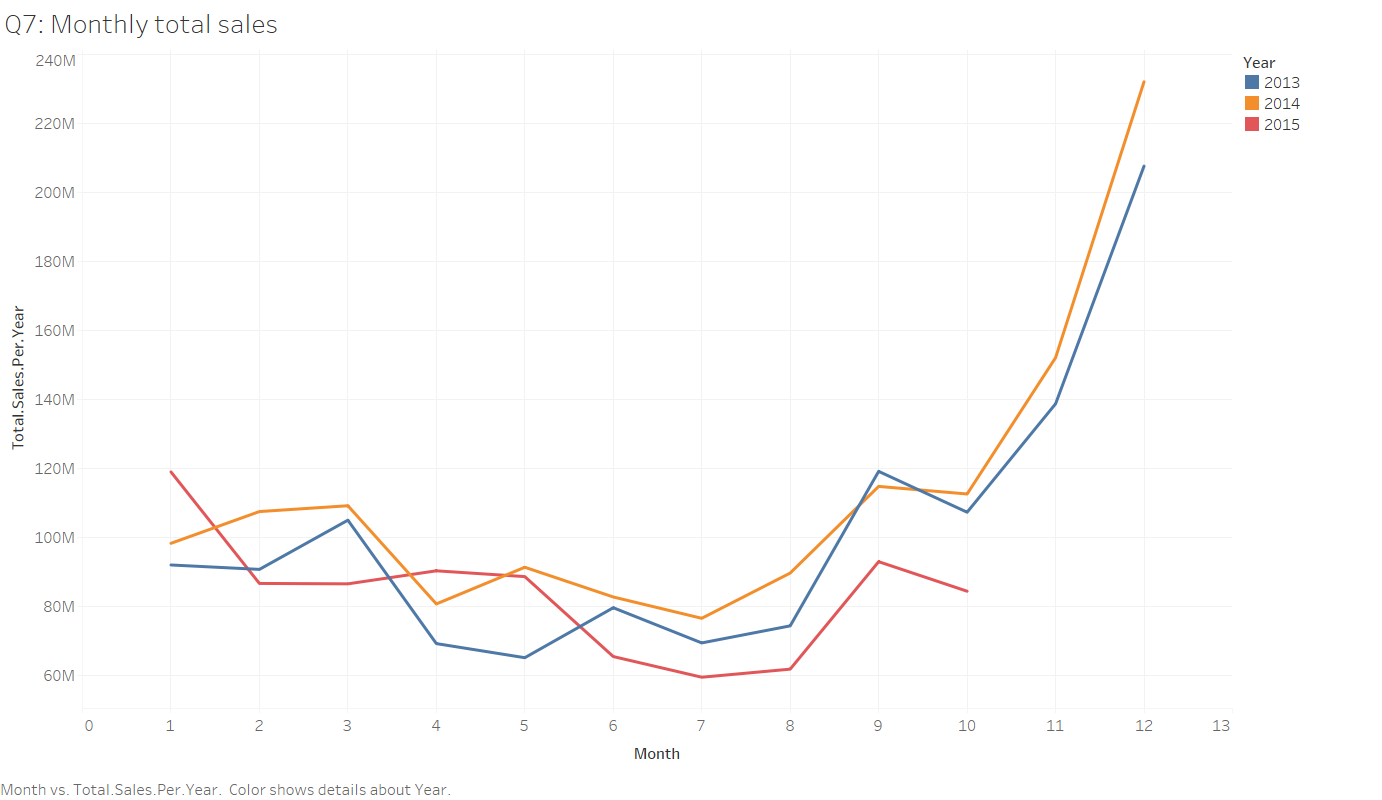 Q7: Monthly total sales
Year
2013
2014
2015
240M
220M
200M
180M
160M
140M
120M
100M
80M
60M
Total.Sales.Per.Year
0 1 2 3 4 5 6 7 8 9 10 11 12 13
Month
Month vs. Total.Sales.Per.Year. Color shows details about Year.